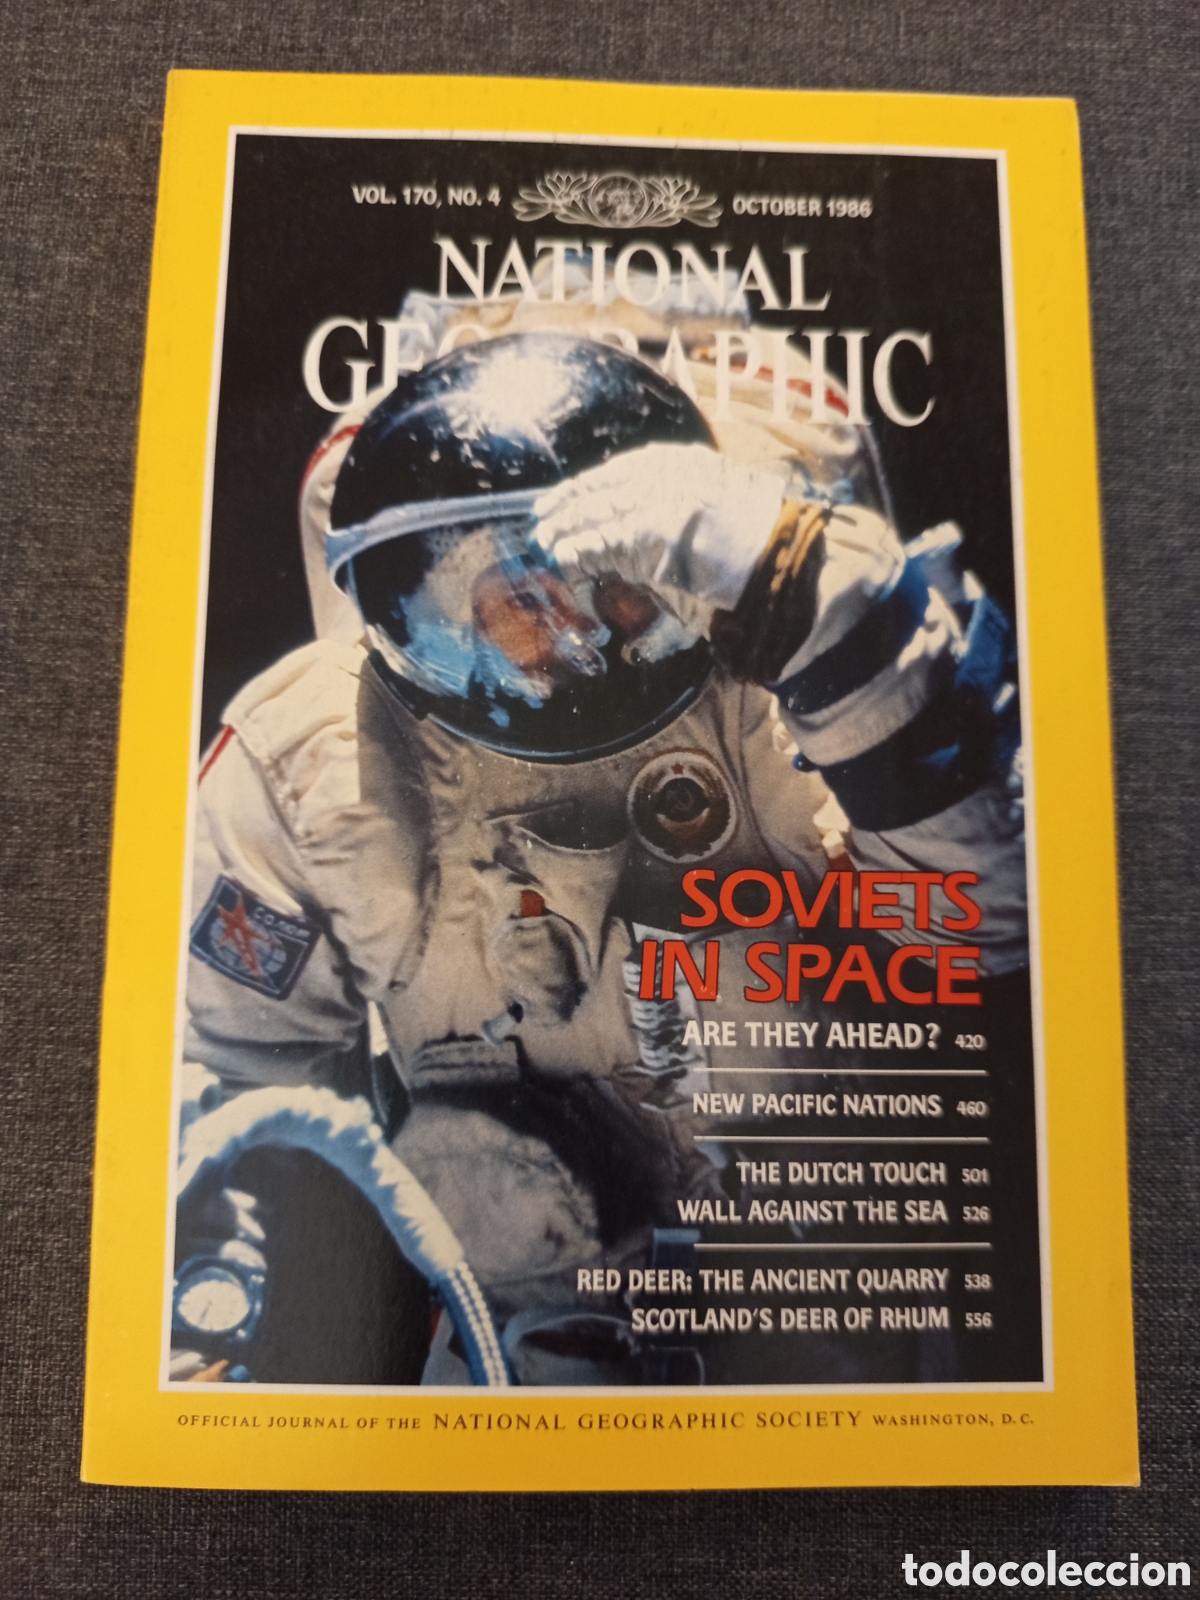 VOL. 170, NO. 4
OCTOBER 1986
NATIONAL
GEOGRAPHIC
SOVIETS
IN SPACE
ARE THEY AHEAD? 420
NEW PACIFIC NATIONS 460
THE DUTCH TOUCH 501
WALL AGAINST THE SEA 526
RED DEER: THE ANCIENT QUARRY 538
SCOTLAND'S DEER OF RHUM 556
OFFICIAL JOURNAL OF THE NATIONAL GEOGRAPHIC SOCIETY WASHINGTON, D.C.
todocoleccion